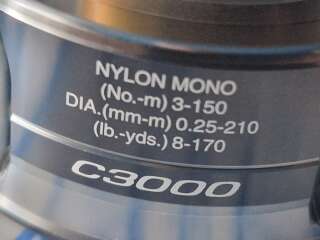 NYLON MONO
(No.-m) 3-150
DIA.(mm-m) 0.25-210
(lb.-yds.) 8-170
C3000